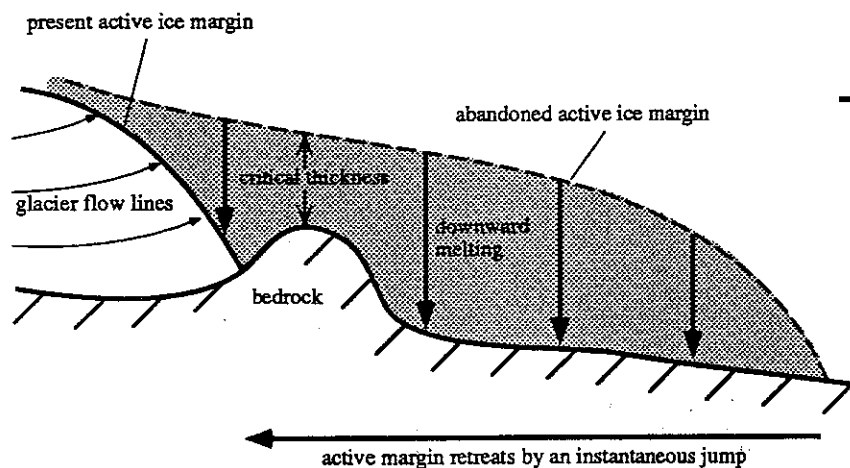 present active ice margin
abandoned active ice margin
critical thickness
glacier flow lines
downward
melting
bedrock
active margin retreats by an instantaneous jump